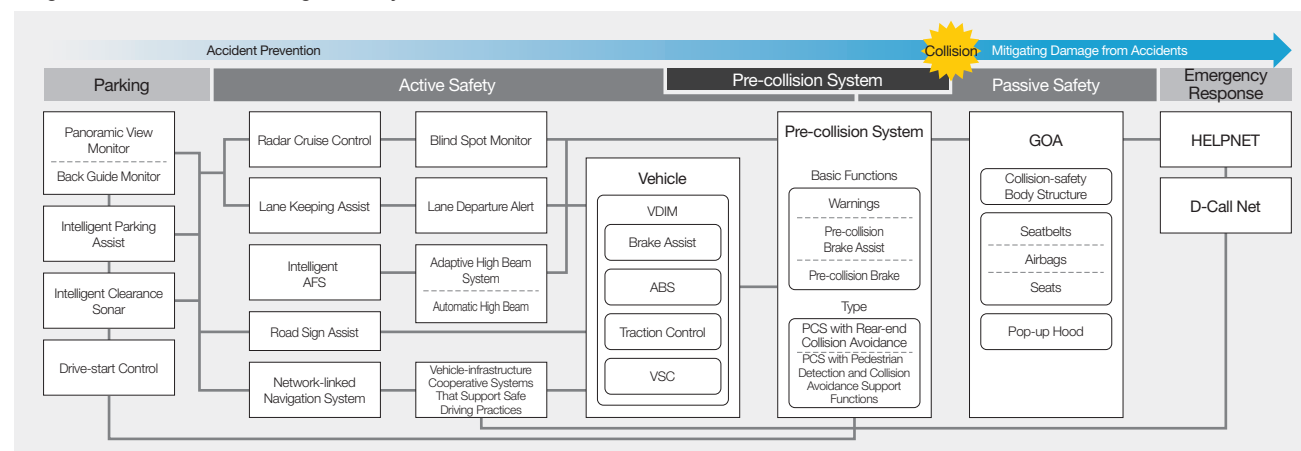 Accident Prevention
Collision
Mitigating Damage from Accidents
Parking
Active Safety
Pre-collision System
Passive Safety
Emergency
Response
Panoramic View
Monitor
Back Guide Monitor
Intelligent Parking
Assist
Intelligent Clearance
Sonar
Drive-start Control
Radar Cruise Control
Lane Keeping Assist
Intelligent
AFS
Road Sign Assist
Network-linked
Navigation System
Blind Spot Monitor
Lane Departure Alert
Adaptive High Beam
System
Automatic High Beam
Vehicle-infrastructure
Cooperative Systems
That Support Safe
Driving Practices
Vehicle
VDIM
Brake Assist
ABS
Traction Control
VSC
Pre-collision System
Basic Functions
Warnings
Pre-collision
Brake Assist
Pre-collision Brake
Type
PCS with Rear-end
Collision Avoidance
PCS with Pedestrian
Detection and Collision
Avoidance Support
Functions
GOA
Collision-safety
Body Structure
Seatbelts
Airbags
Seats
Pop-up Hood
HELPNET
D-Call Net